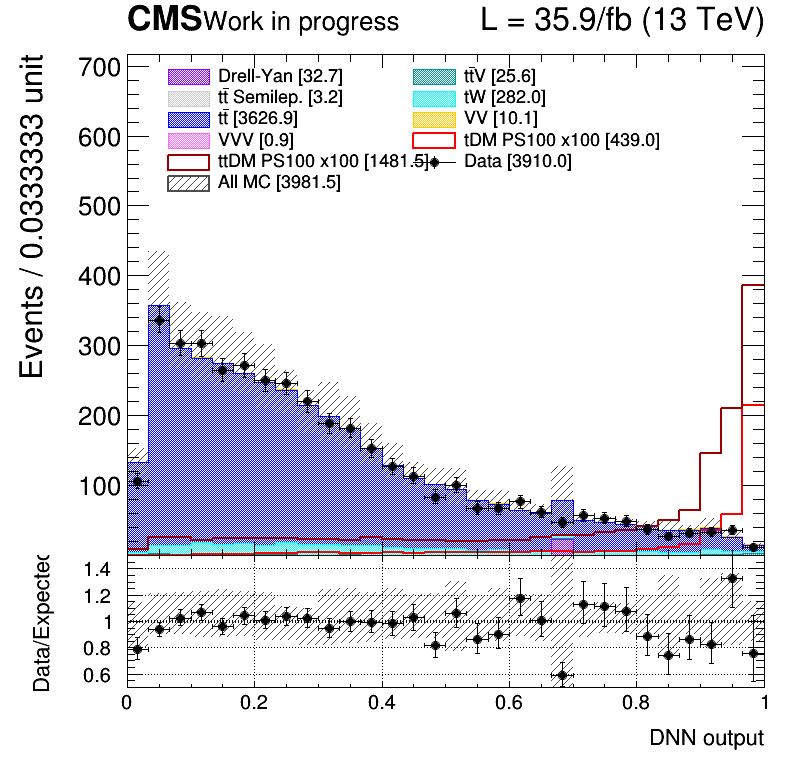 CMS Work in progress L = 35.9/fb (13 TeV)
Events / 0.0333333 unit
700
600
500
400
300
200
100
Drell-Yan [32.7] tt̄V [25.6]
tt̄ Semilep. [3.2] tW [282.0]
tt̄ [3626.9] VV [10.1]
VVV [0.9] tDM PS100 x100 [439.0]
ttDM PS100 x100 [1481.5] Data [3910.0]
All MC [3981.5]
Data/Expected
1.4
1.2
1
0.8
0.6
0 0.2 0.4 0.6 0.8 1
DNN output